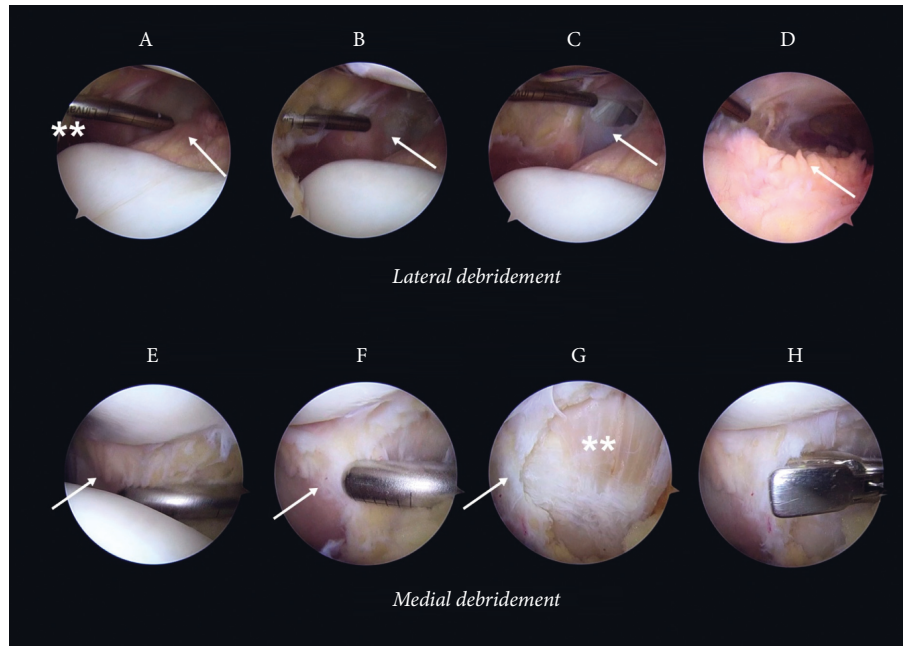 A B C D
**
Lateral debridement
E F G H
**
Medial debridement